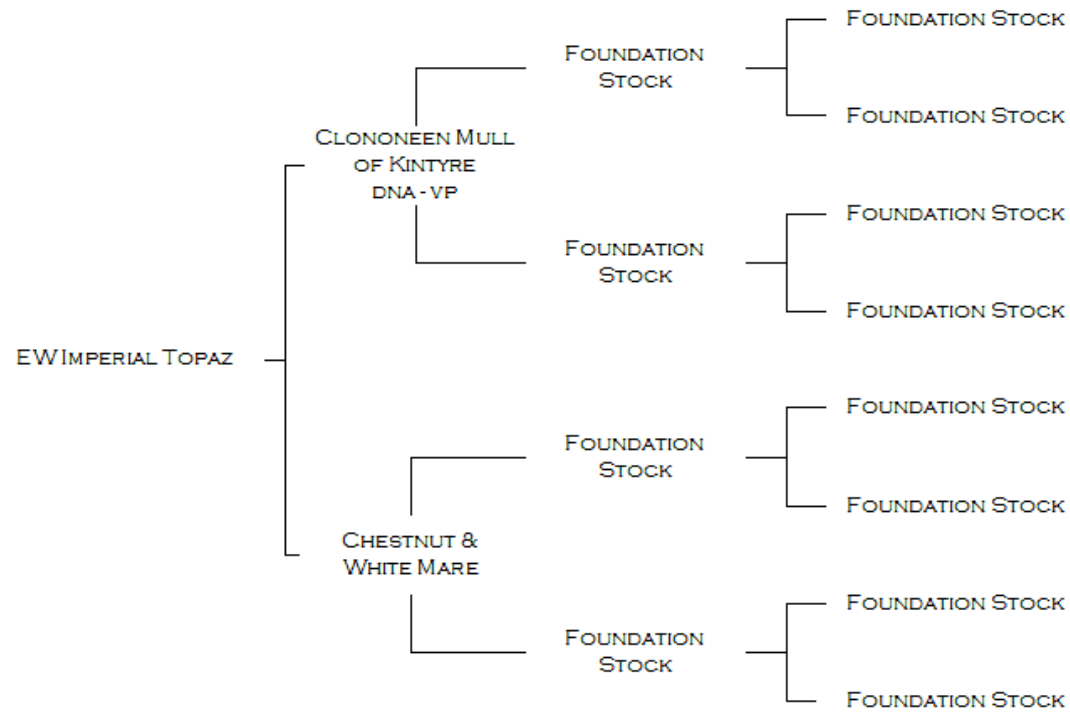 Foundation Stock
Foundation
Stock
Foundation Stock
Clononeen Mull
of Kintyre
DNA - VP
Foundation Stock
Foundation
Stock
Foundation Stock
EW Imperial Topaz
Foundation Stock
Foundation
Stock
Foundation Stock
Chestnut &
White Mare
Foundation Stock
Foundation
Stock
Foundation Stock